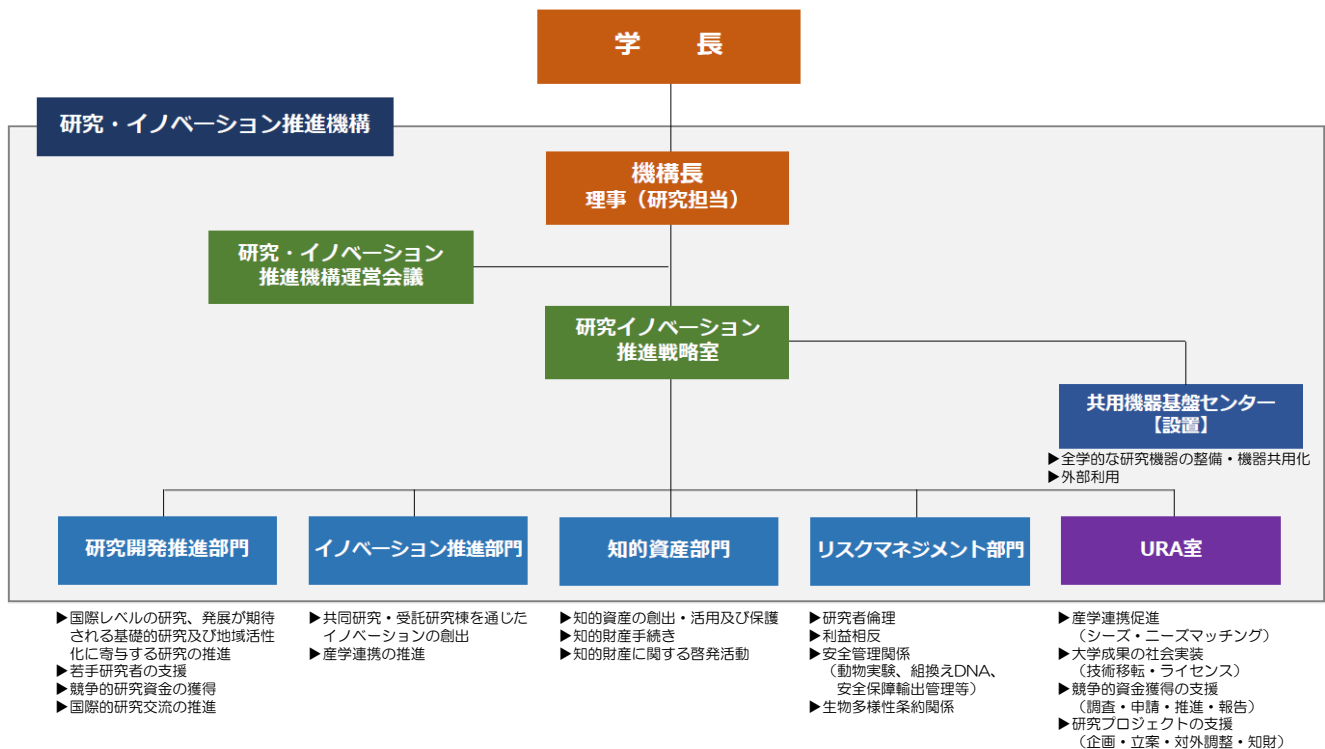 学 長
研究・イノベーション推進機構
機構長
理事（研究担当）
研究・イノベーション
推進機構運営会議
研究イノベーション
推進戦略室
共用機器基盤センター
【設置】
▶全学的な研究機器の整備・機器共用化
▶外部利用
研究開発推進部門
▶国際レベルの研究、発展が期待
される基礎的研究及び地域活性
化に寄与する研究の推進
▶若手研究者の支援
▶競争的研究資金の獲得
▶国際的研究交流の推進
イノベーション推進部門
▶共同研究・受託研究棟を通じた
イノベーションの創出
▶産学連携の推進
知的資産部門
▶知的資産の創出・活用及び保護
▶知的財産手続き
▶知的財産に関する啓発活動
リスクマネジメント部門
▶研究者倫理
▶利益相反
▶安全管理関係
（動物実験、組換えDNA、
安全保障輸出管理等）
▶生物多様性条約関係
URA室
▶産学連携促進
（シーズ・ニーズマッチング）
▶大学成果の社会実装
（技術移転・ライセンス）
▶競争的資金獲得の支援
（調査・申請・推進・報告）
▶研究プロジェクトの支援
（企画・立案・対外調整・知財）